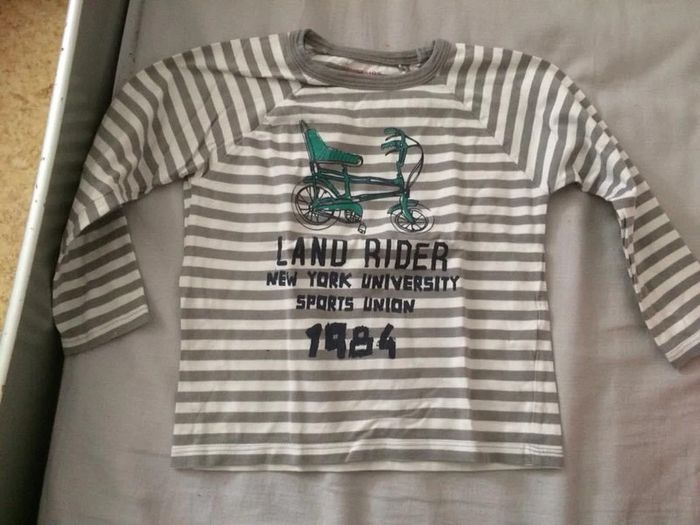 LAND RIDER
NEW YORK UNIVERSITY
SPORTS UNION
1984